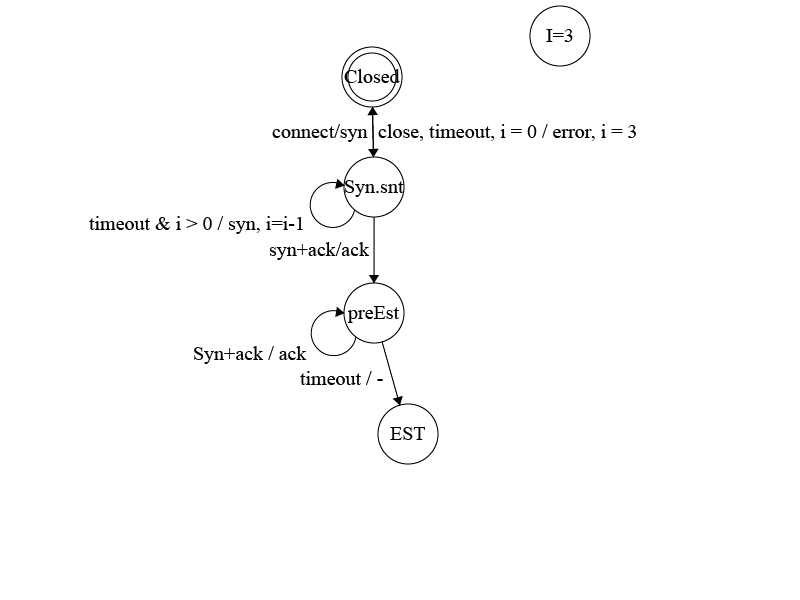 I=3
Closed
connect/syn
close, timeout, i = 0 / error, i = 3
Syn.snt
timeout & i > 0 / syn, i=i-1
syn+ack/ack
preEst
Syn+ack / ack
timeout / -
EST